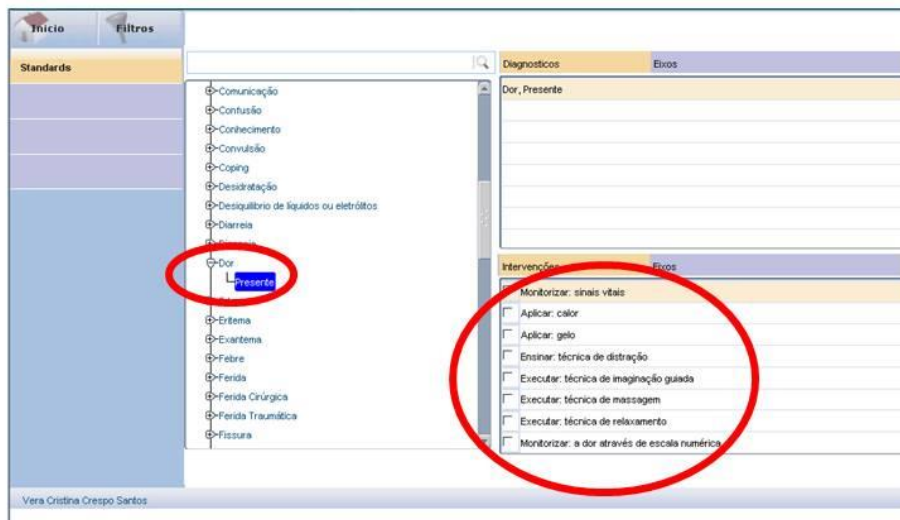 Início
Filtros
Standards
Diagnosticos
Eixos
Comunicação
Contusão
Conhecimento
Convulsão
Coping
Desidratação
Desiquilibrio de líquidos ou eletrólitos
Diarreia
Dor
Presente
Eritema
Exantema
Febre
Ferida
Ferida Cirúrgica
Ferida Traumática
Fissura
Dor, Presente
Intervenções
Eixos
Monitorizar: sinais vitais
Aplicar: calor
Aplicar: gelo
Ensinar: técnica de distração
Executar: técnica de imaginação guiada
Executar: técnica de massagem
Executar: técnica de relaxamento
Monitorizar: a dor através de escala numérica
Vera Cristina Crespo Santos